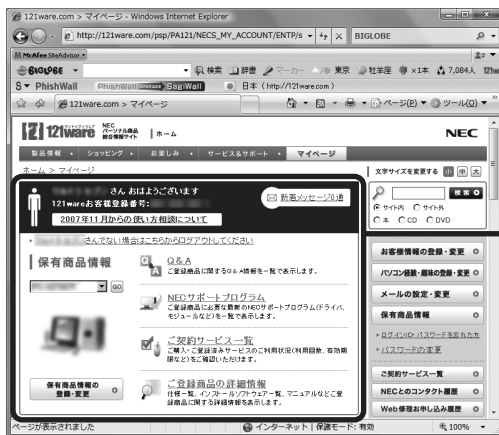 121ware.com > マイページ - Windows Internet Explorer
http://121ware.com/psp/PA121/NECS_MY_ACCOUNT/ENTP/s
BIGLOBE
McAfee SiteAdvisor
BIGLOBE
検索 辞書 マーカー 東京 牡羊座 ×1本 7,084人 121w
PhishWall PhishWall SagiWall 日本 (http://121ware.com)
121ware.com > マイページ
ページ(P) ツール(O)
121ware NEC パーソナル商品 総合情報サイト ホーム
NEC
製品情報 ショッピング お楽しみ サービス&サポート マイページ
ホーム > マイページ
文字サイズを変更する 小 中 大
さん おはようございます
121wareお客様登録番号:
新着メッセージ0通
2007年11月からの使い方相談について
検索
サイト内 サイト外
本 CD DVD
さんでない場合はこちらからログアウトしてください
保有商品情報
GO
保有商品情報の
登録・変更
Q&A
ご登録商品に関するQ&A情報を一覧で表示します。
NECサポートプログラム
ご登録商品に必要な最新のNECサポートプログラム(ドライバ、
モジュールなど)を一覧で表示します。
ご契約サービス一覧
ご購入・ご登録済みサービスのご利用状況(利用回数、有効期
限など)をご確認いただけます。
ご登録商品の詳細情報
仕様一覧、インストールソフトウェア一覧、マニュアルなどご登
録商品に関する詳細情報を表示します。
お客様情報の登録・変更
パソコン経験・趣味の登録・変更
メールの設定・変更
保有商品情報
ログインID・パスワードを忘れた方
パスワードの変更
ご契約サービス一覧
NECとのコンタクト履歴
Web修理お申し込み履歴
ページが表示されました
インターネット | 保護モード: 有効
100%